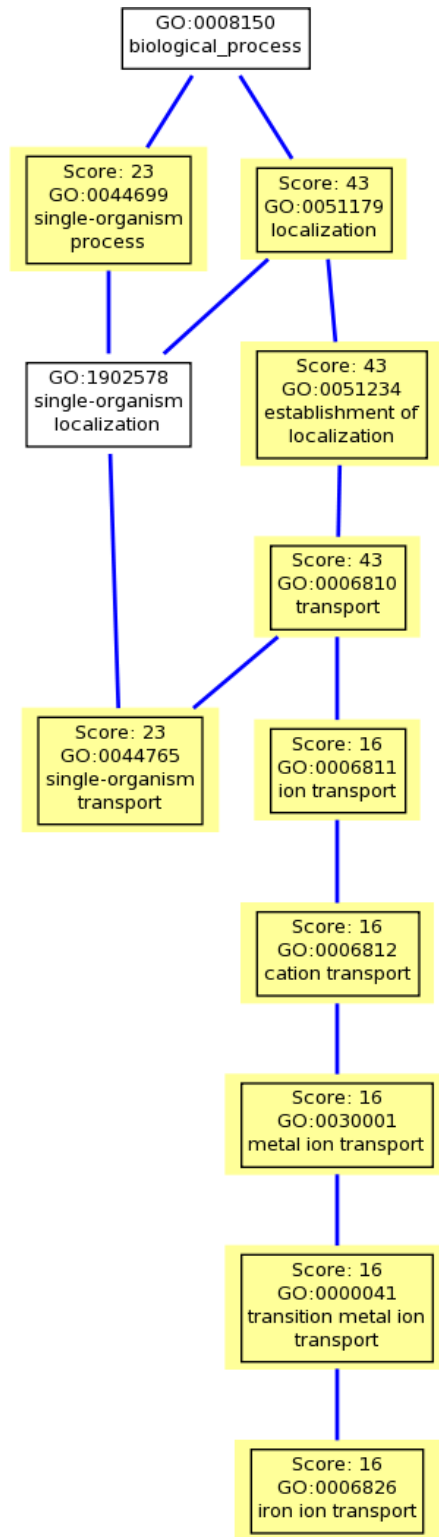 GO:0008150
biological_process
Score: 23
GO:0044699
single-organism
process
Score: 43
GO:0051179
localization
GO:1902578
single-organism
localization
Score: 43
GO:0051234
establishment of
localization
Score: 43
GO:0006810
transport
Score: 23
GO:0044765
single-organism
transport
Score: 16
GO:0006811
ion transport
Score: 16
GO:0006812
cation transport
Score: 16
GO:0030001
metal ion transport
Score: 16
GO:0000041
transition metal ion
transport
Score: 16
GO:0006826
iron ion transport